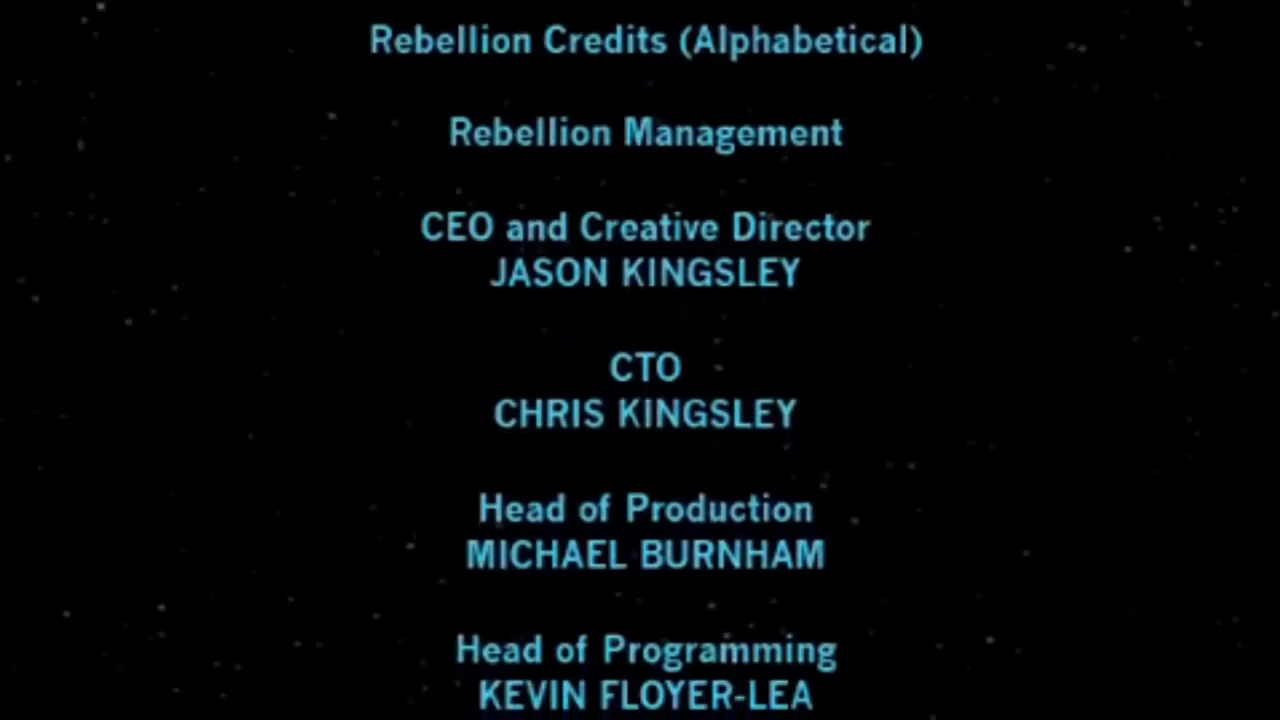 Rebellion Credits (Alphabetical)
Rebellion Management
CEO and Creative Director
JASON KINGSLEY
CTO
CHRIS KINGSLEY
Head of Production
MICHAEL BURNHAM
Head of Programming
KEVIN FLOYER-LEA